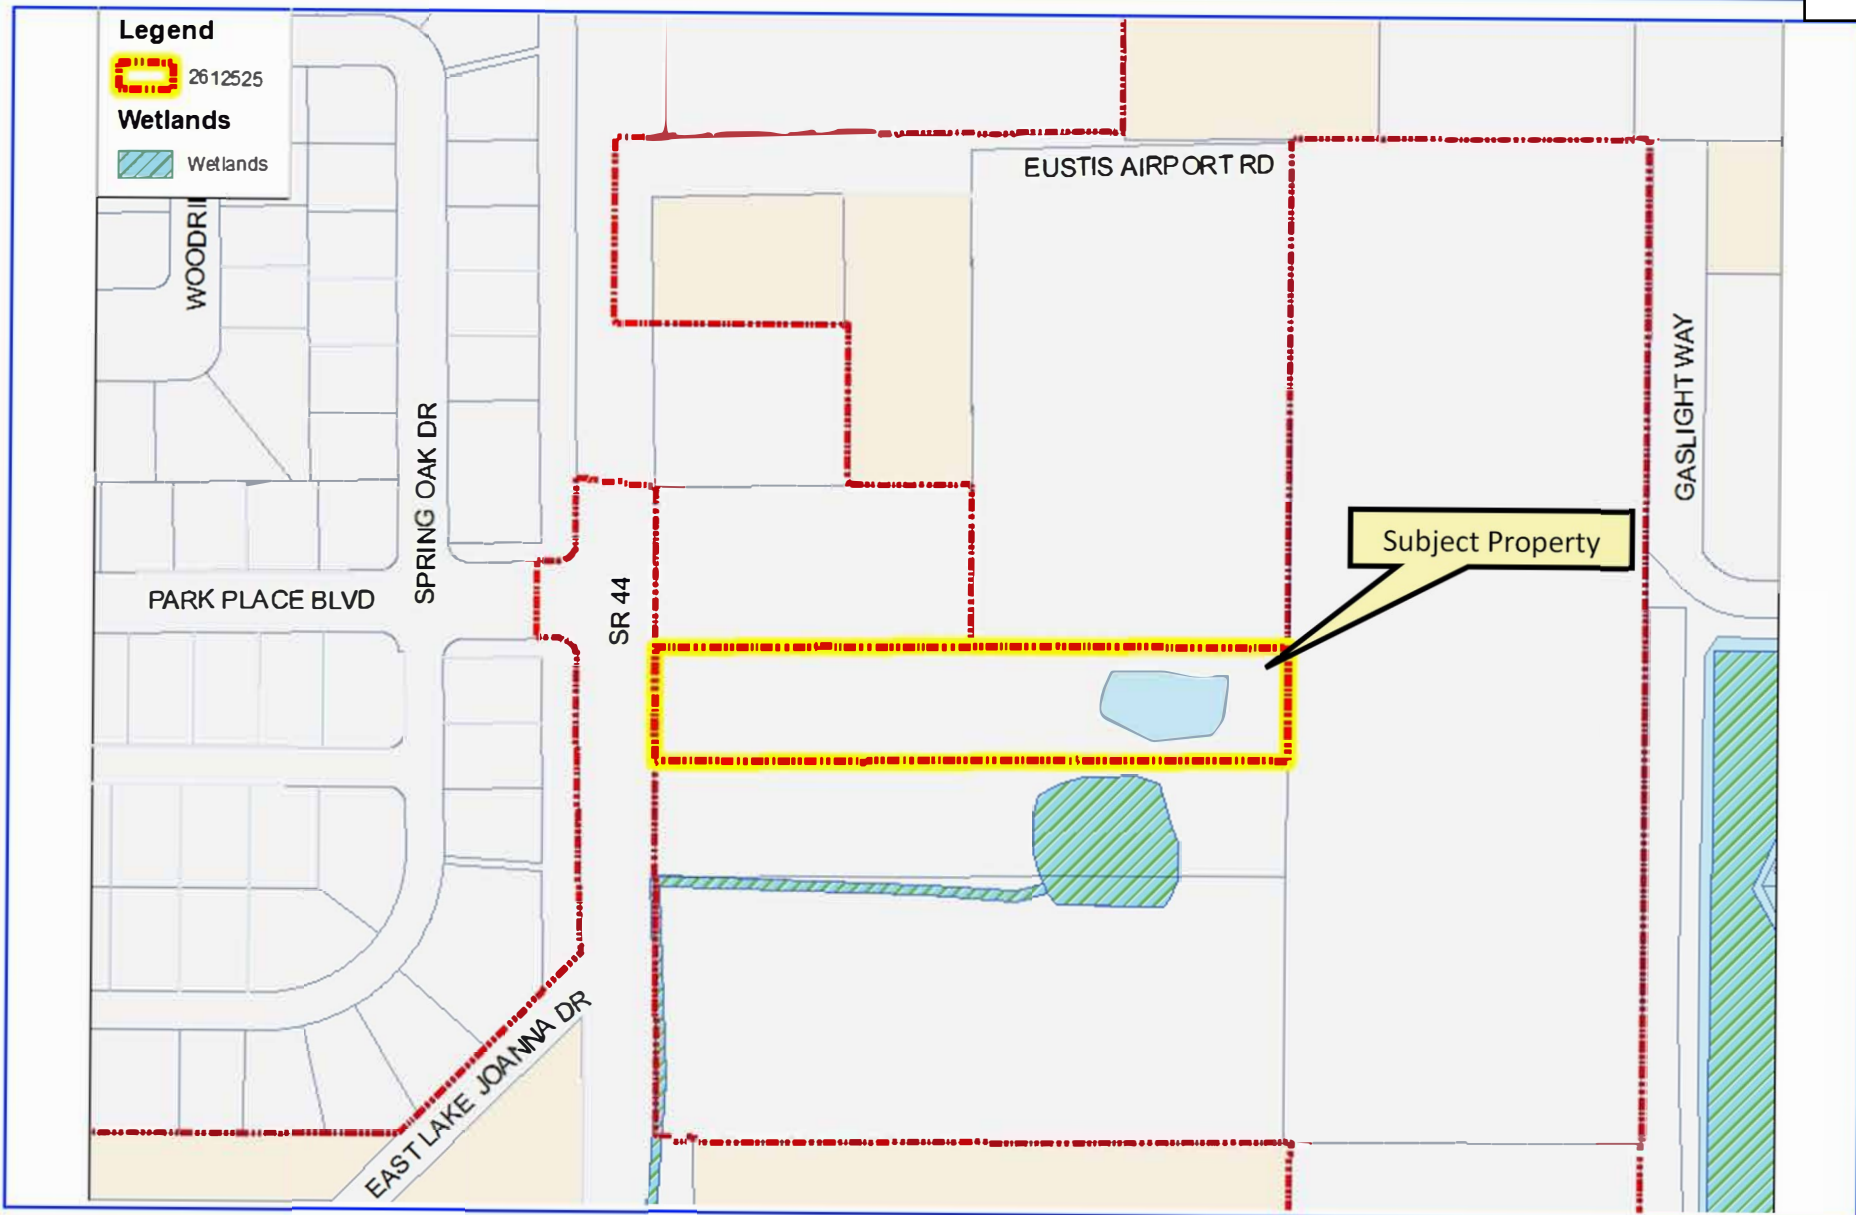 Legend
2612525
Wetlands
Wetlands
EUSTIS AIRPORT RD
GASLIGHT WAY
SPRING OAK DR
Subject Property
PARK PLACE BLVD
SR 44
EAST LAKE JOANNA DR